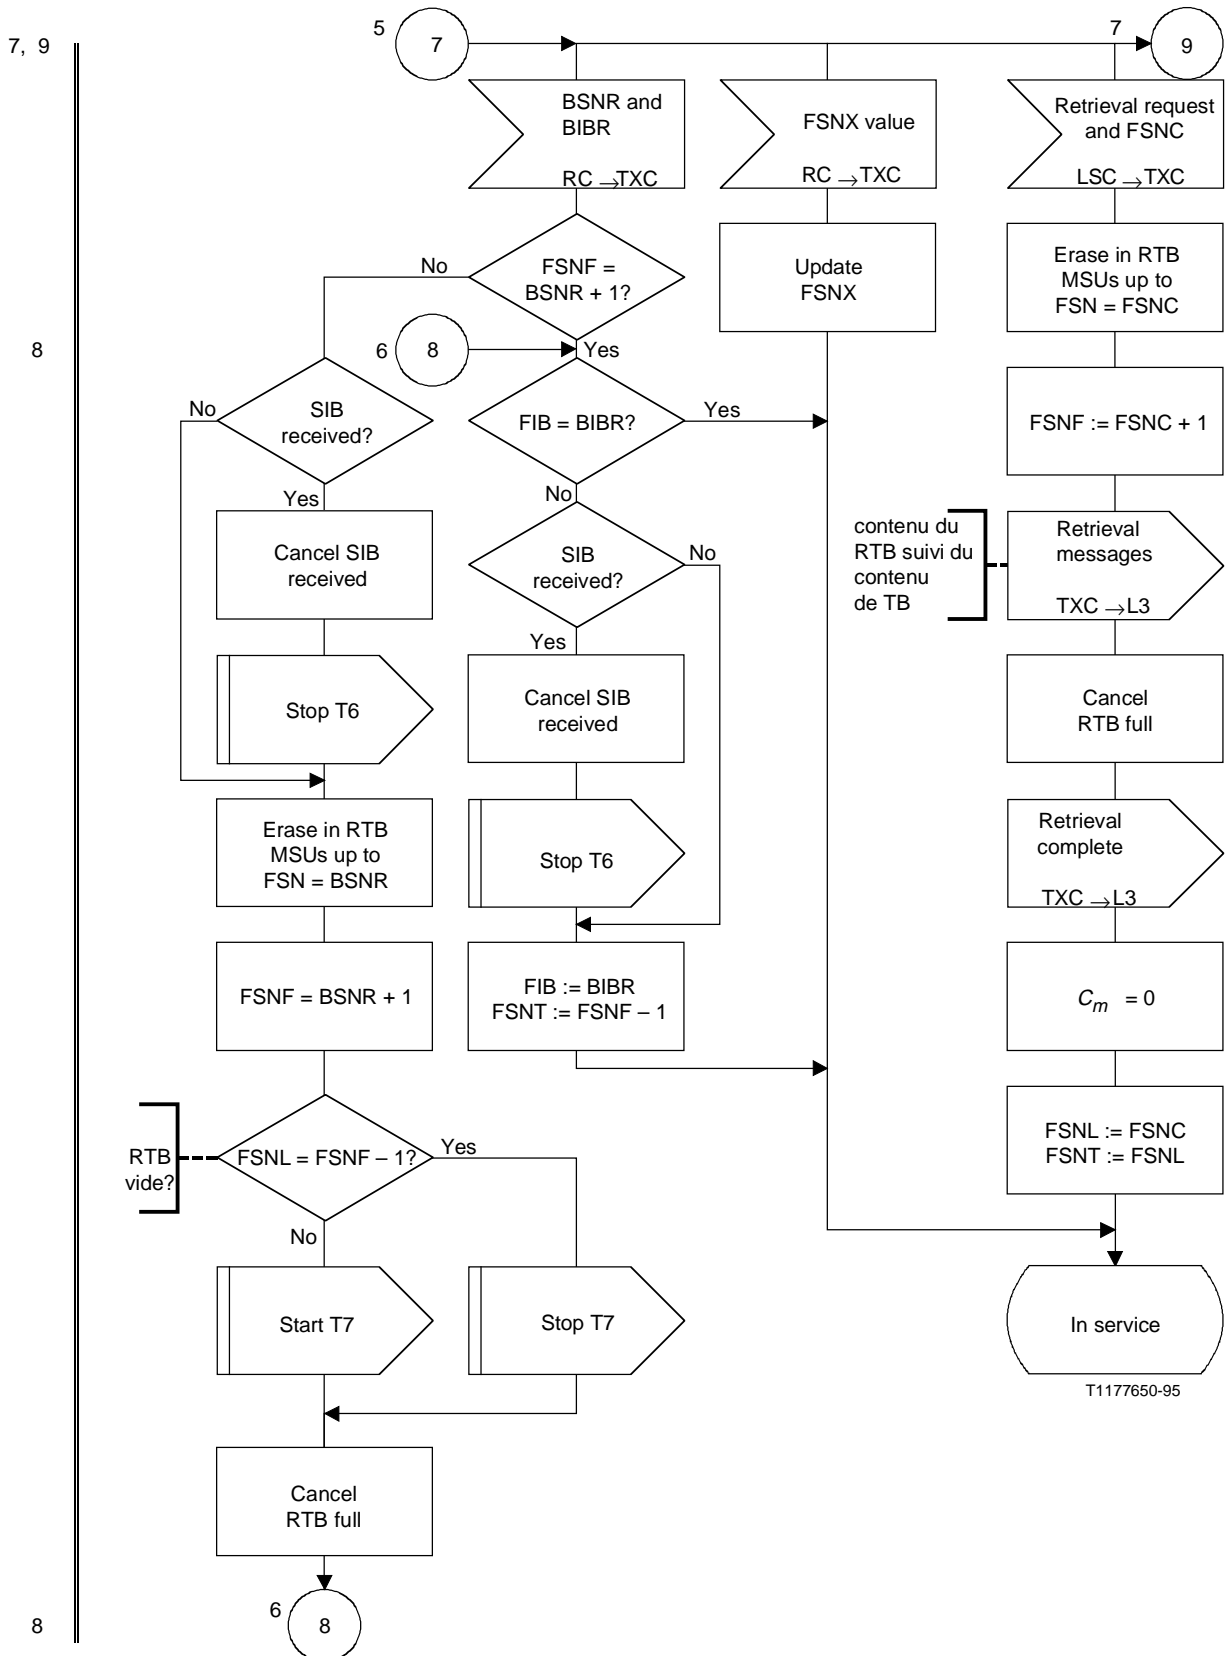 7, 9
5
7
7
9
BSNR and
BIBR
RC → TXC
FSNX value
RC → TXC
Retrieval request
and FSNC
LSC → TXC
No
FSNF =
BSNR + 1?
Update
FSNX
Erase in RTB
MSUs up to
FSN = FSNC
8
6
8
Yes
No
SIB
received?
FIB = BIBR?
Yes
FSNF := FSNC + 1
Yes
No
Cancel SIB
received
SIB
received?
No
contenu du
RTB suivi du
contenu
de TB
Retrieval
messages
TXC → L3
Yes
Stop T6
Cancel SIB
received
Cancel
RTB full
Erase in RTB
MSUs up to
FSN = BSNR
Stop T6
Retrieval
complete
TXC → L3
FSNF = BSNR + 1
FIB := BIBR
FSNT := FSNF – 1
Cm = 0
RTB
vide?
FSNL = FSNF – 1?
Yes
FSNL := FSNC
FSNT := FSNL
No
Start T7
Stop T7
In service
T1177650-95
Cancel
RTB full
8
6
8